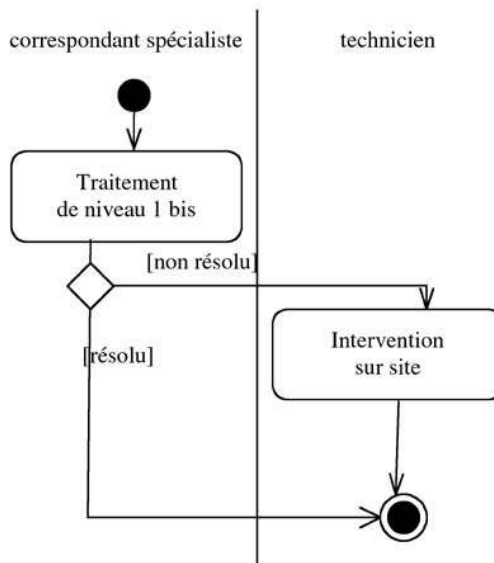 correspondant spécialiste
technicien
Traitement
de niveau 1 bis
[non résolu]
[résolu]
Intervention
sur site